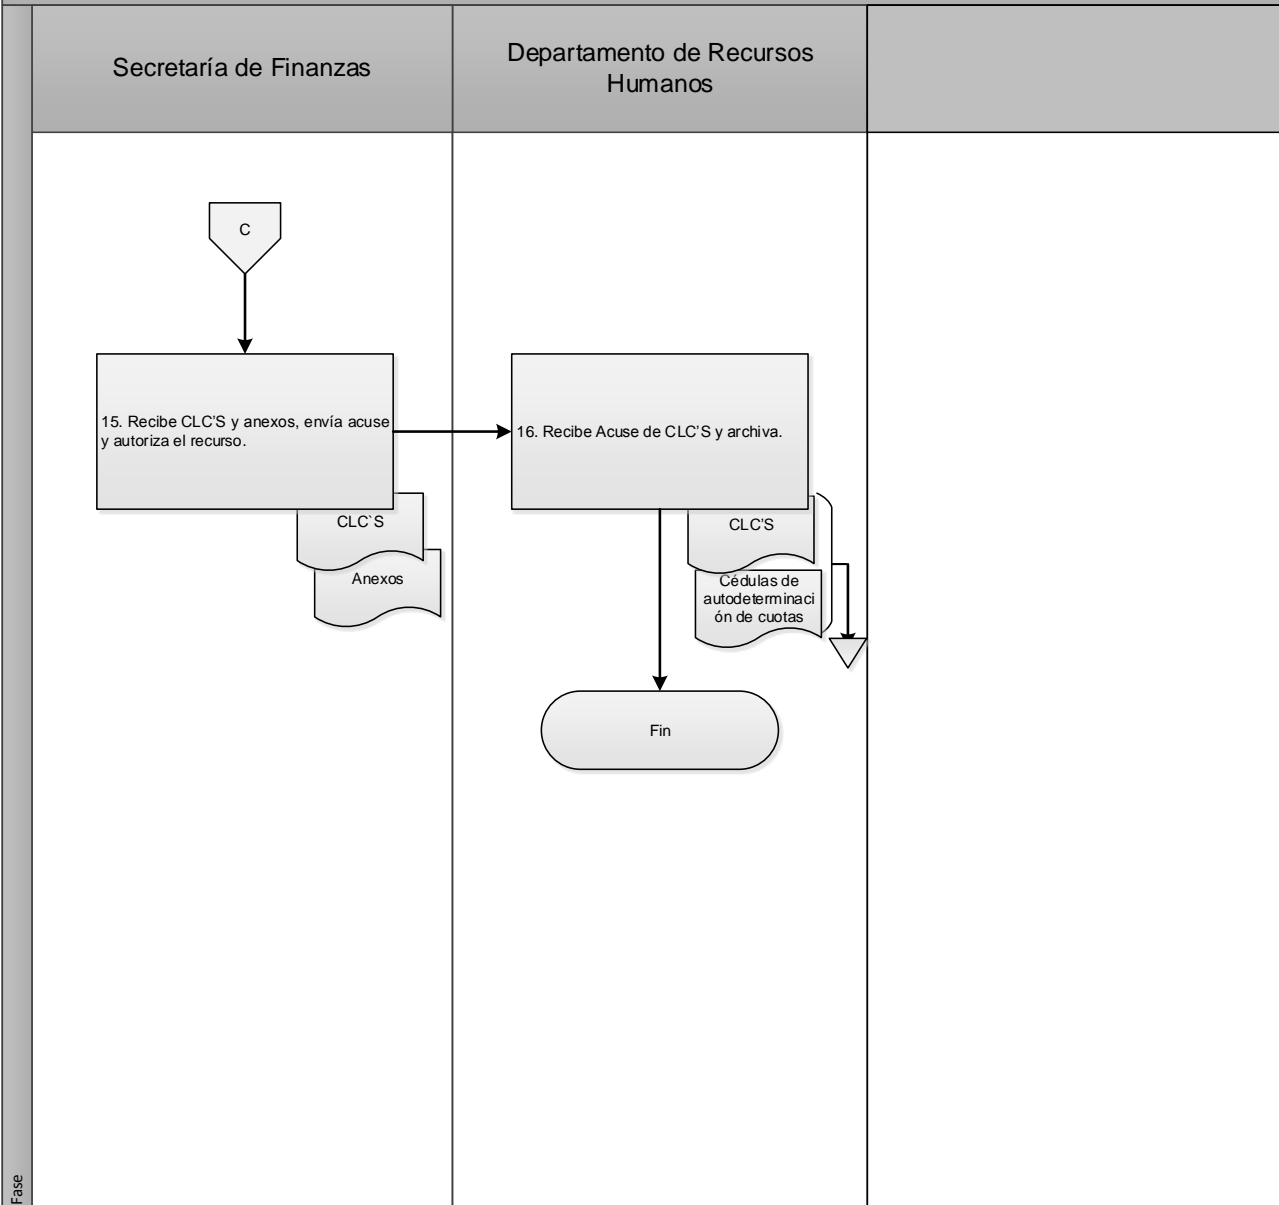 Secretaría de Finanzas
Departamento de Recursos
Humanos
C
15. Recibe CLC'S y anexos, envía acuse
y autoriza el recurso.
16. Recibe Acuse de CLC'S y archiva.
CLC`S
Anexos
CLC'S
Cédulas de
autodeterminaci
ón de cuotas
Fin
Fase